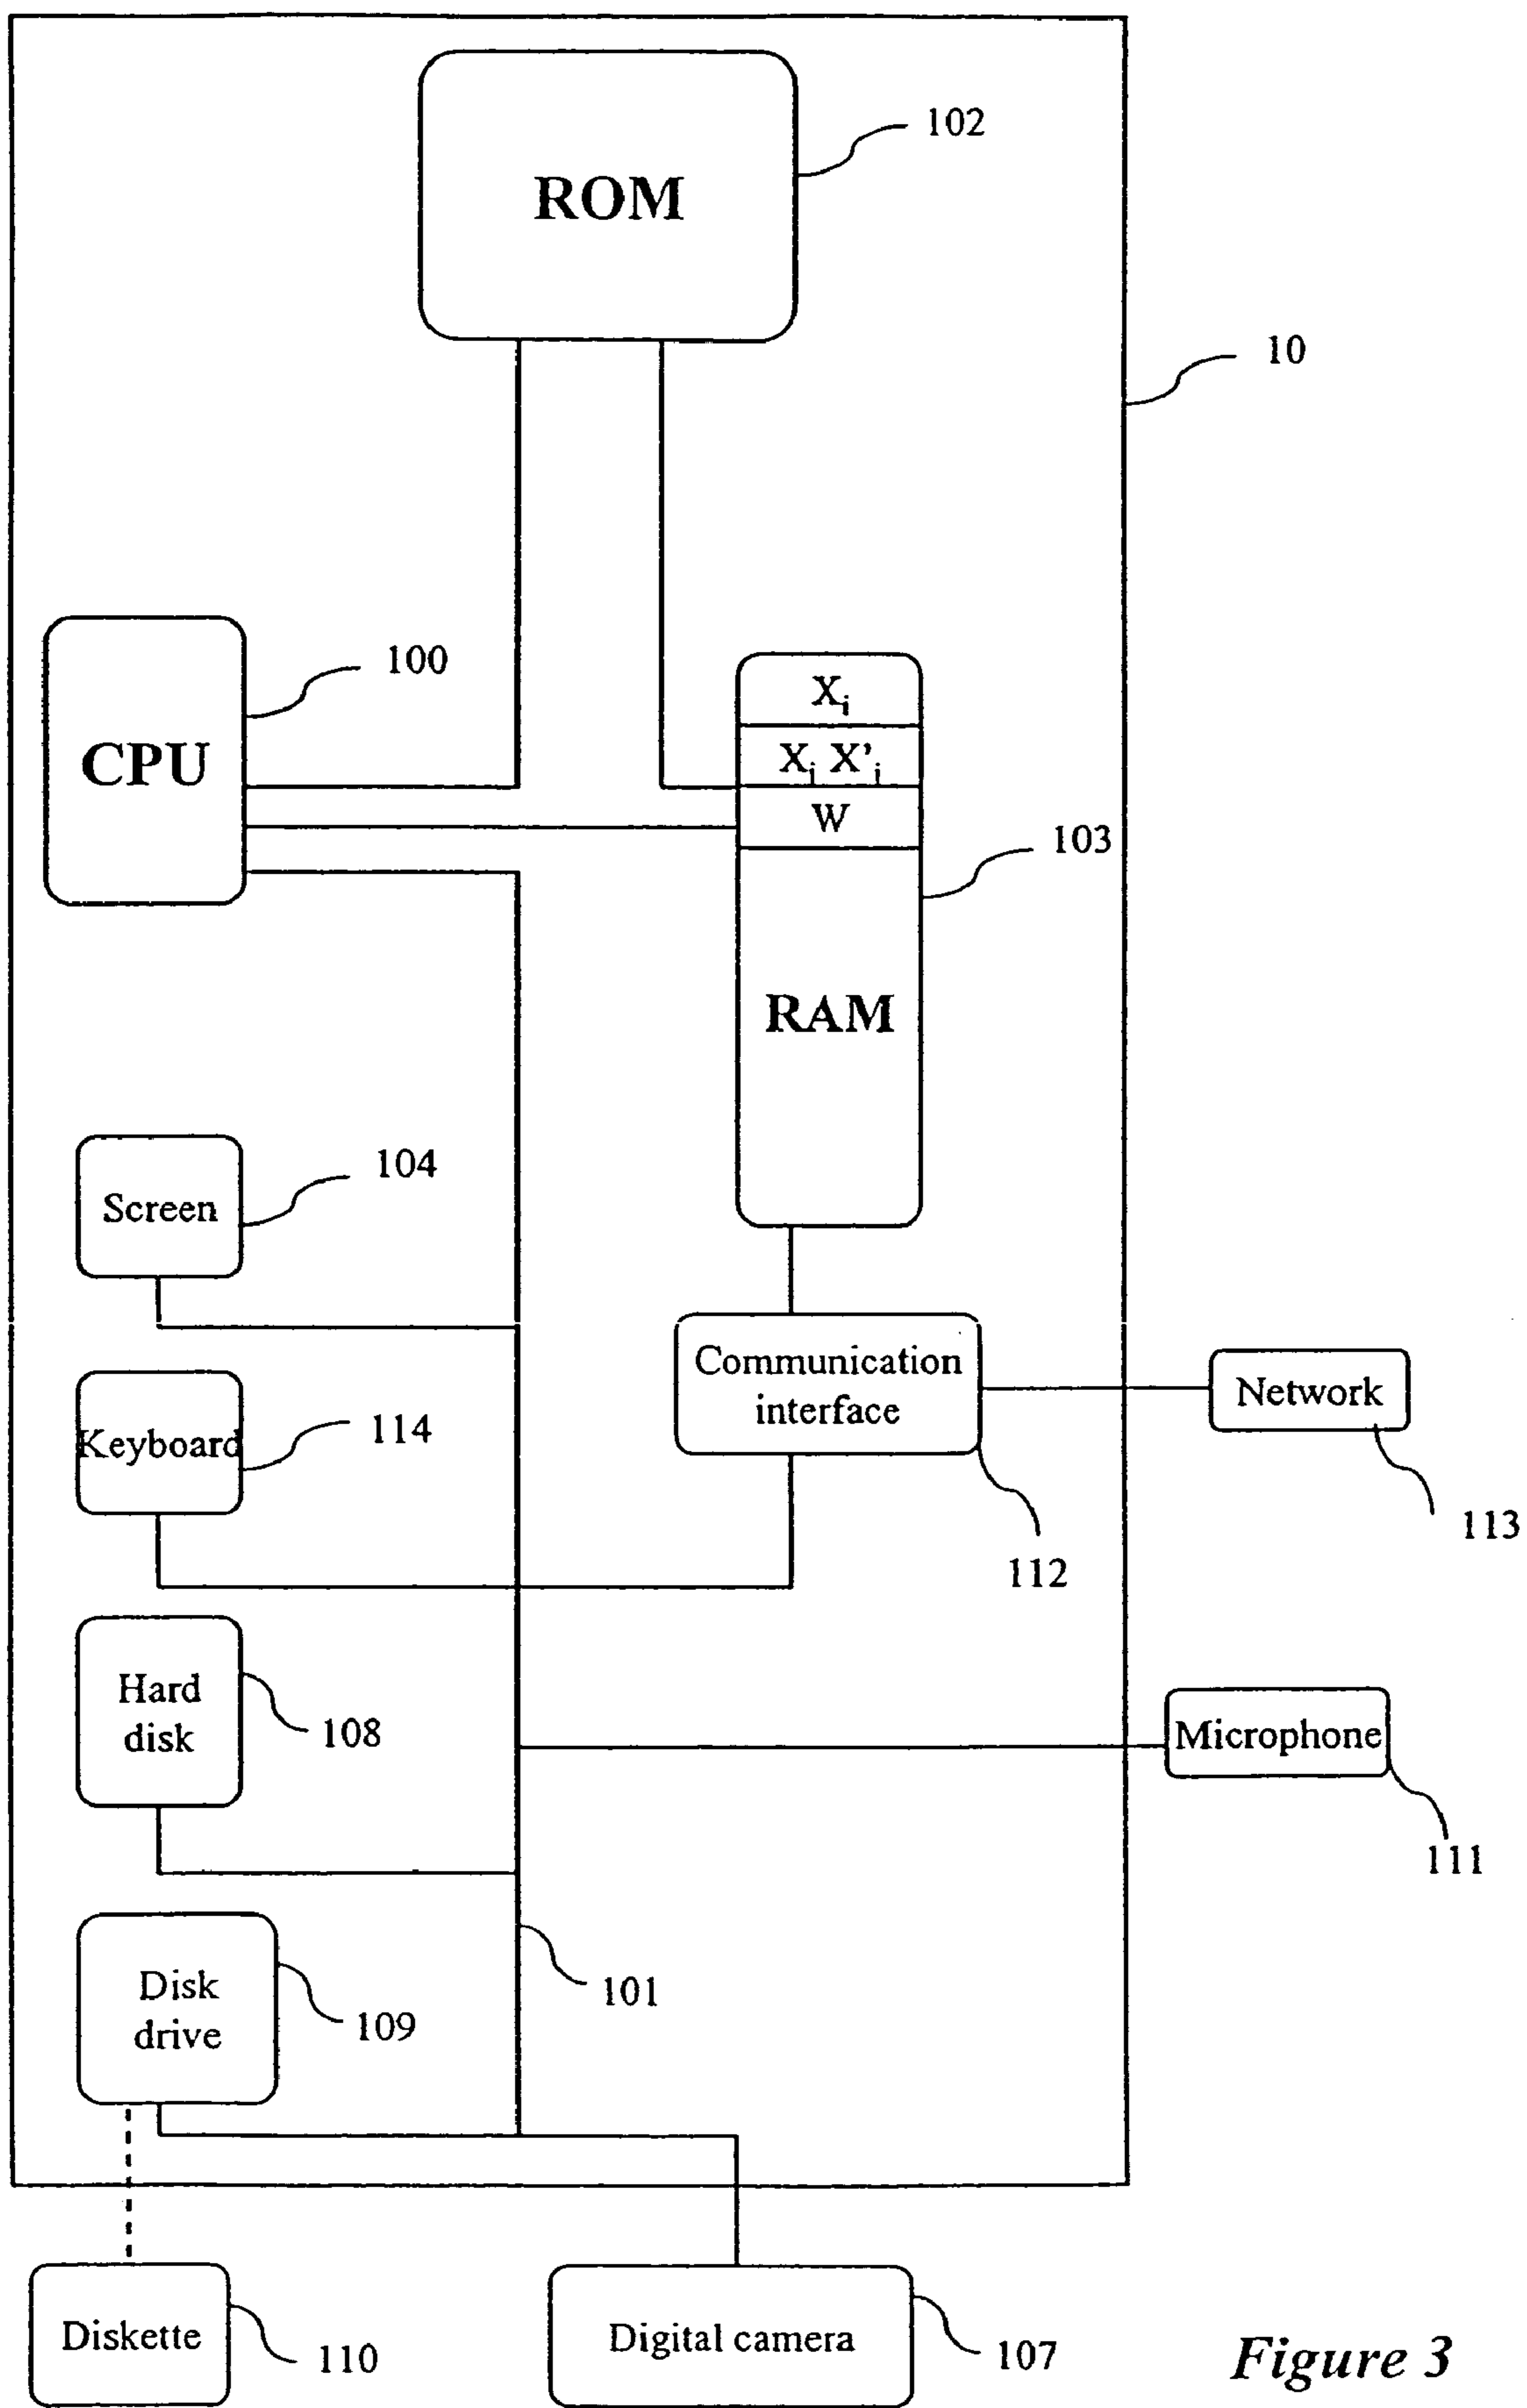 ROM
102
10
CPU
100
Xi
Xi X'i
W
103
RAM
Screen
104
Communication
interface
112
Network
113
Keyboard
114
Hard
disk
108
Microphone
111
Disk
drive
109
101
Diskette
110
Digital camera
107
Figure 3